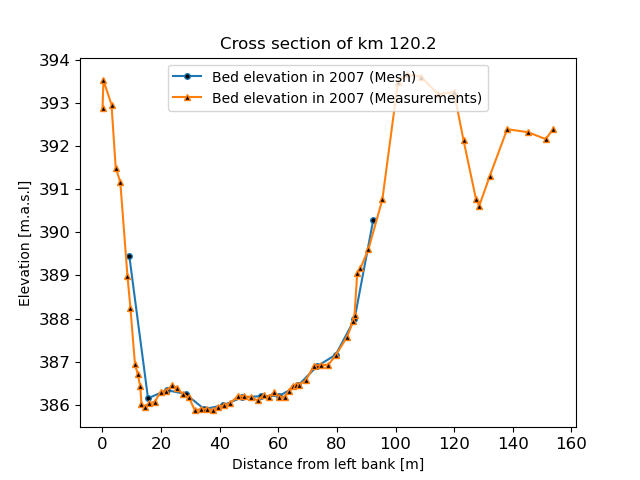 Cross section of km 120.2
Bed elevation in 2007 (Mesh)
Bed elevation in 2007 (Measurements)
Elevation [m.a.s.l]
394
393
392
391
390
389
388
387
386
0 20 40 60 80 100 120 140 160
Distance from left bank [m]